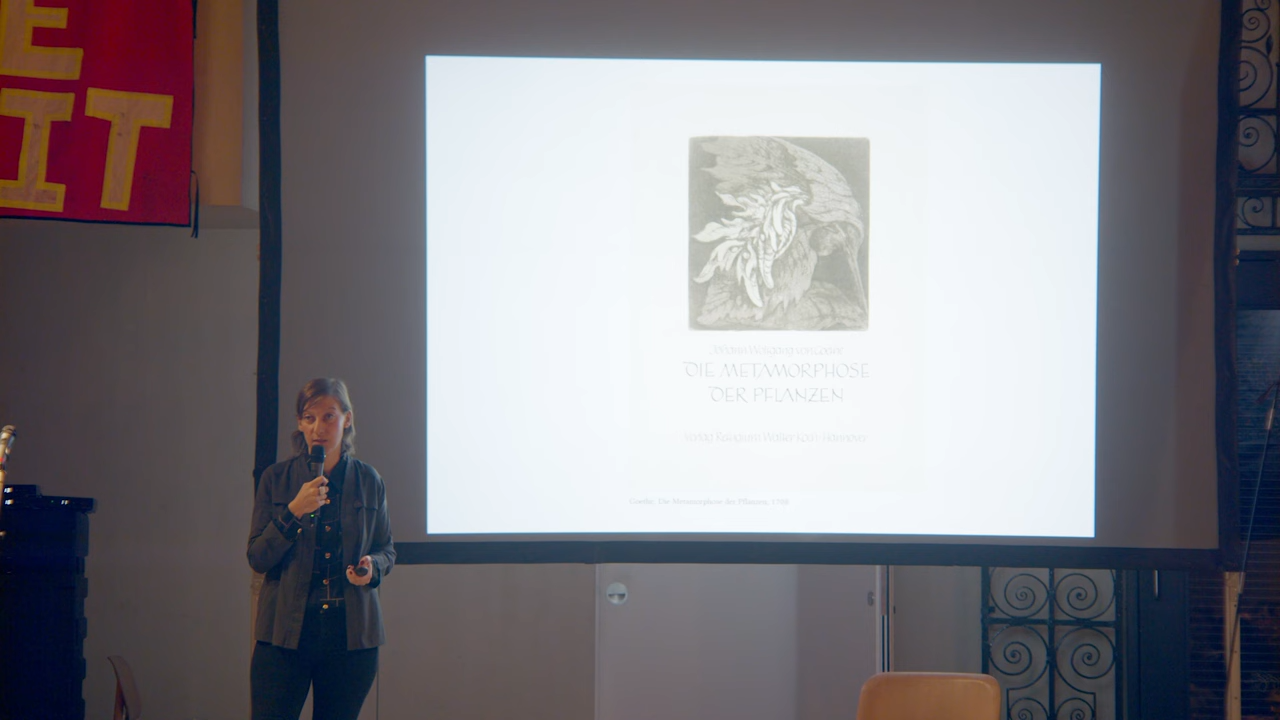 E
IT
Johann Wolfgang von Goethe
DIE METAMORPHOSE
DER PFLANZEN
Goethe, Die Metamorphose der Pflanzen, 1790